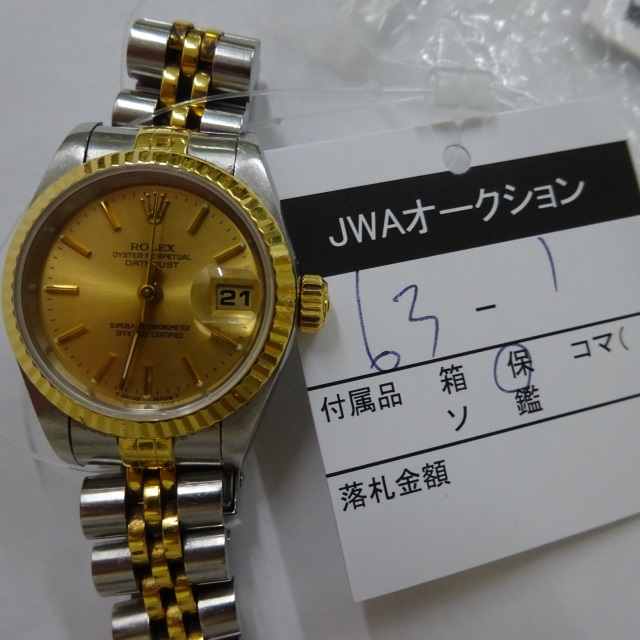 ROLEX
OYSTER PERPETUAL
DATEJUST
21
SUPERLATIVE CHRONOMETER
OFFICIALLY CERTIFIED
JWAオークション
63-1
付属品 箱 保 コマ(
ソ 鑑
落札金額